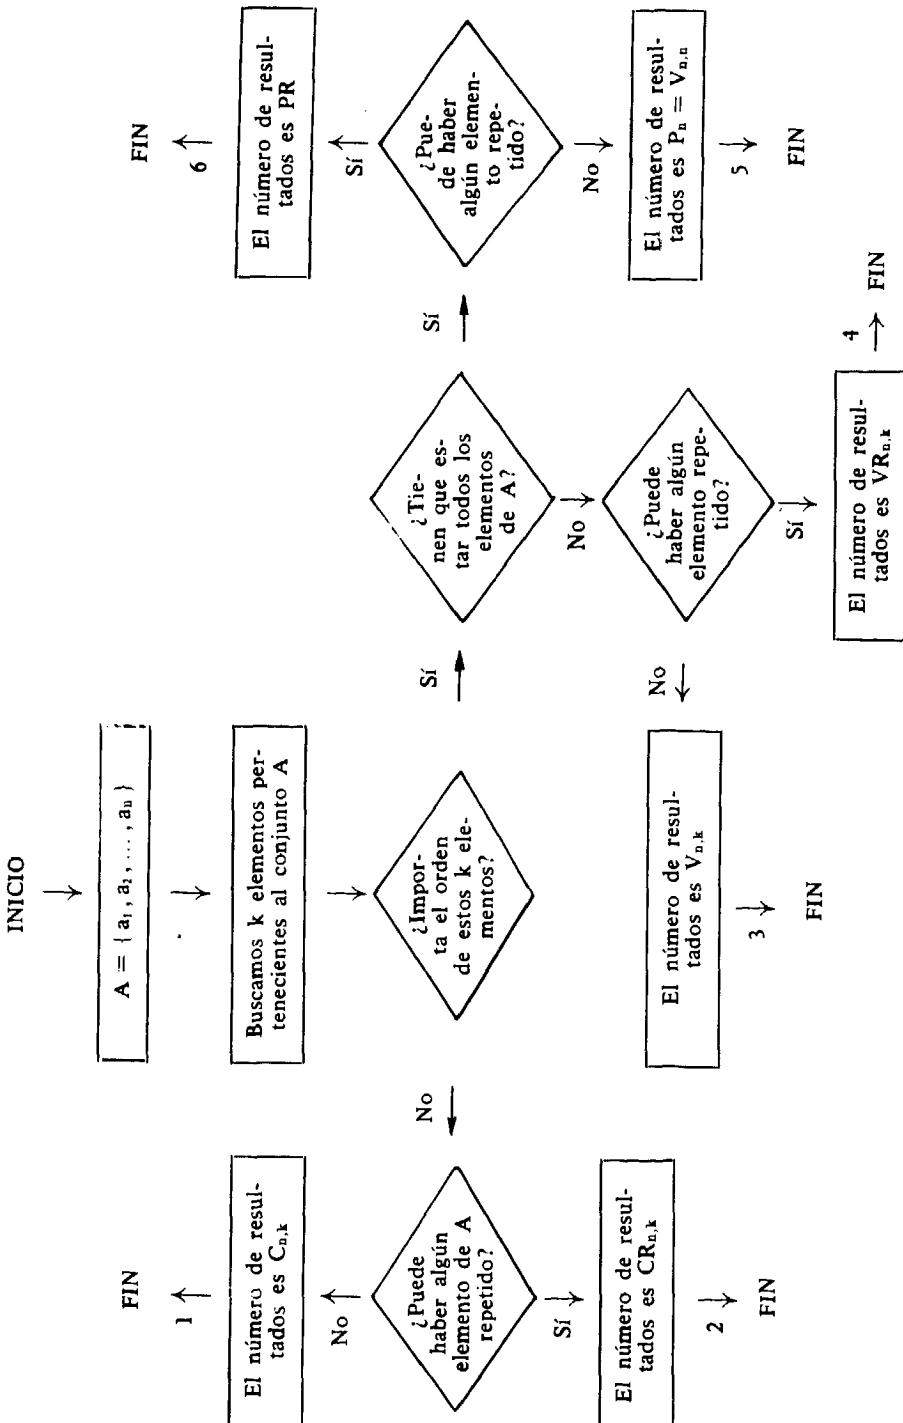 INICIO
A = { a₁, a₂, ..., aₙ }
Buscamos k elementos per-
tenecientes al conjunto A
¿Impor-
ta el orden
de estos k ele-
mentos?
No
¿Puede
haber algún
elemento de A
repetido?
No
El número de resul-
tados es Cₙ,ₖ
1
FIN
Sí
El número de resul-
tados es CRₙ,ₖ
2
FIN
Sí
¿Tie-
nen que es-
tar todos los
elementos
de A?
No
¿Puede
haber algún
elemento repe-
tido?
No
El número de resul-
tados es Vₙ,ₖ
3
FIN
Sí
El número de resul-
tados es VRₙ,ₖ
4
FIN
Sí
¿Pue-
de haber
algún elemen-
to repe-
tido?
No
El número de resul-
tados es Pₙ = Vₙ,ₙ
5
FIN
Sí
El número de resul-
tados es PR
6
FIN